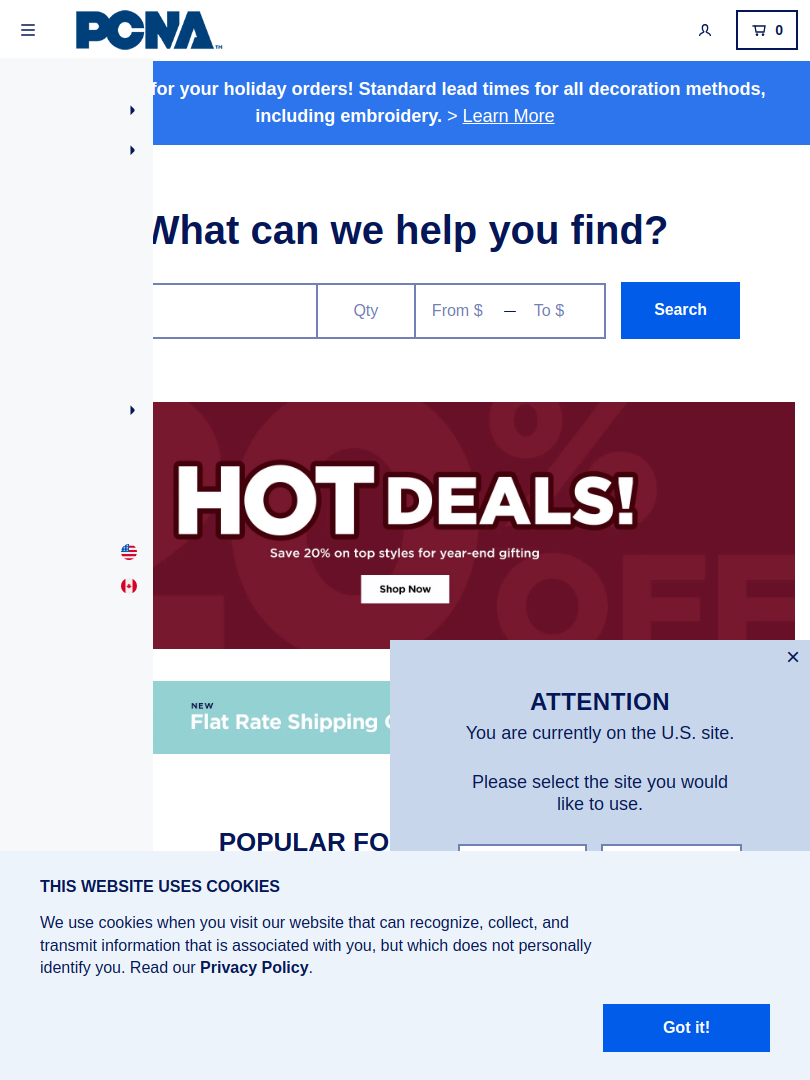 PCNA
TM
0
for your holiday orders! Standard lead times for all decoration methods,
including embroidery. > Learn More
What can we help you find?
Qty
From $ — To $
Search
20% OFF
HOT DEALS!
Save 20% on top styles for year-end gifting
Shop Now
×
NEW
Flat Rate Shipping
ATTENTION
You are currently on the U.S. site.
Please select the site you would
like to use.
POPULAR FO
THIS WEBSITE USES COOKIES
We use cookies when you visit our website that can recognize, collect, and
transmit information that is associated with you, but which does not personally
identify you. Read our Privacy Policy.
Got it!